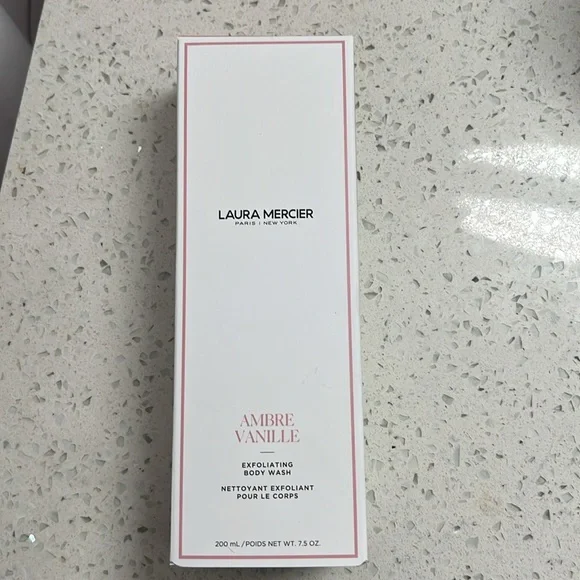 LAURA MERCIER
PARIS | NEW YORK
AMBRE
VANILLE
EXFOLIATING
BODY WASH
NETTOYANT EXFOLIANT
POUR LE CORPS
200 mL / POIDS NET WT. 7.5 OZ.